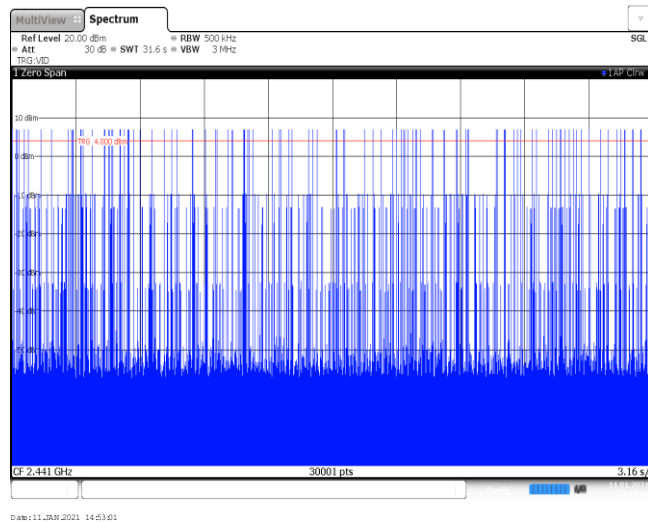 MultiView Spectrum
Ref Level 20.00 dBm RBW 500 kHz SGL
Att 30 dB SWT 31.6 s VBW 3 MHz
TRG:VID
1 Zero Span 1AP Clrw
10 dBm
TRG 4.000 dBm
0 dBm
-10 dBm
-20 dBm
-30 dBm
-40 dBm
CF 2.441 GHz 30001 pts 3.16 s/
Date:11.JAN.2021 14:53:01